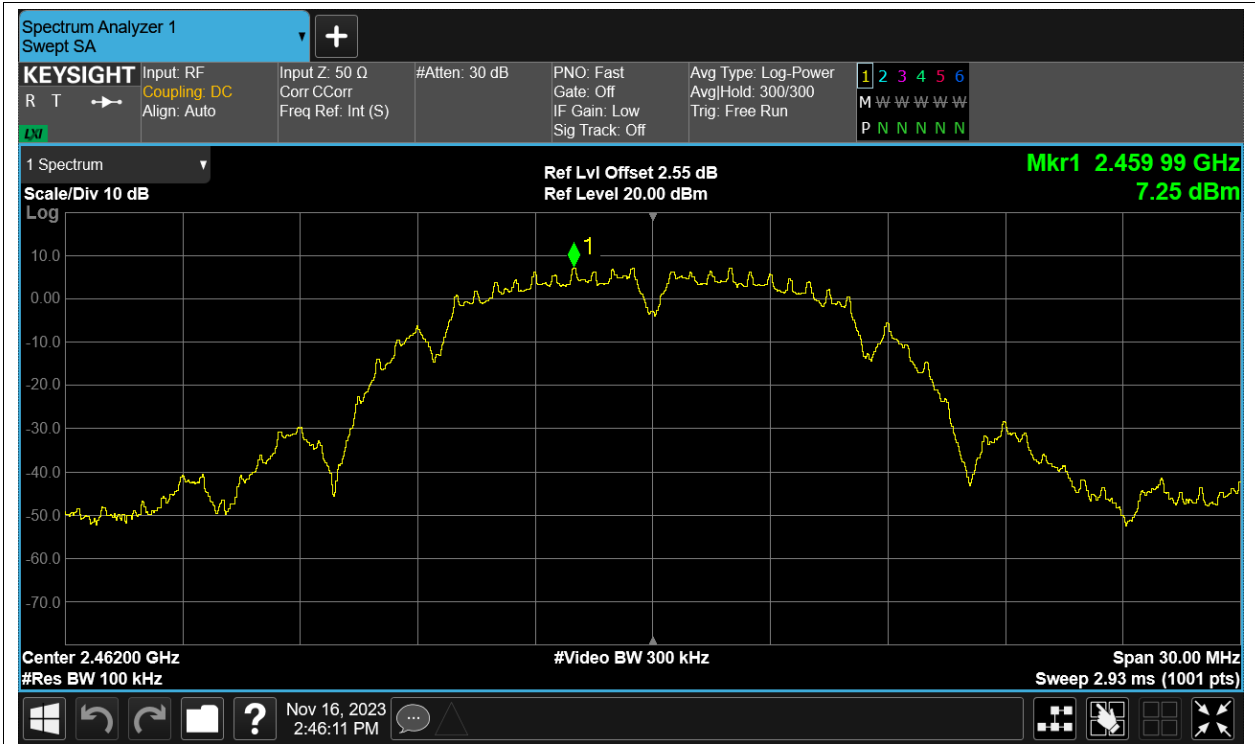 Spectrum Analyzer 1
Swept SA
KEYSIGHT
R T
LXI
Input: RF
Coupling: DC
Align: Auto
Input Z: 50 Ω
Corr CCorr
Freq Ref: Int (S)
#Atten: 30 dB
PNO: Fast
Gate: Off
IF Gain: Low
Sig Track: Off
Avg Type: Log-Power
Avg|Hold: 300/300
Trig: Free Run
1 2 3 4 5 6
M W W W W W
P N N N N N
1 Spectrum
Scale/Div 10 dB
Log
Ref Lvl Offset 2.55 dB
Ref Level 20.00 dBm
Mkr1 2.459 99 GHz
7.25 dBm
1
10.0
0.00
-10.0
-20.0
-30.0
-40.0
-50.0
-60.0
-70.0
Center 2.46200 GHz
#Res BW 100 kHz
#Video BW 300 kHz
Span 30.00 MHz
Sweep 2.93 ms (1001 pts)
?
Nov 16, 2023
2:46:11 PM